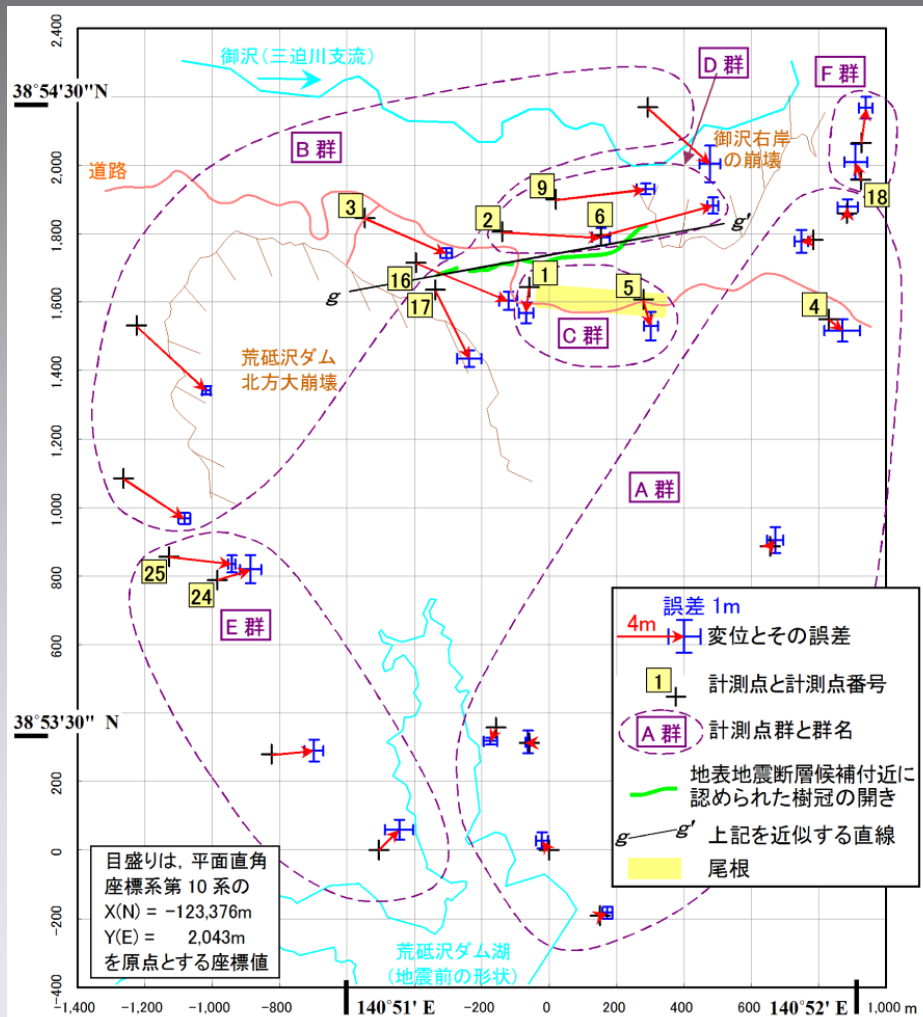 2,400
2,000
1,800
1,600
1,400
1,200
1,000
800
600
200
0
-200
-400
38°54'30"N
38°53'30" N
御沢(三迫川支流)
D 群
F 群
B 群
御沢右岸
の崩壊
道路
3
2
9
6
18
g'
16
17
g
1
5
4
C 群
荒砥沢ダム
北方大崩壊
A 群
25
24
E 群
誤差 1m
4m
変位とその誤差
1
計測点と計測点番号
A 群
計測点群と群名
地表地震断層候補付近に
認められた樹冠の開き
g g' 上記を近似する直線
尾根
目盛りは，平面直角
座標系第 10 系の
X(N) = -123,376m
Y(E) = 2,043m
を原点とする座標値
荒砥沢ダム湖
(地震前の形状)
-1,400
-1,200
-1,000
-800
140°51' E
-200
0
200
400
600
140°52' E
1,000 m